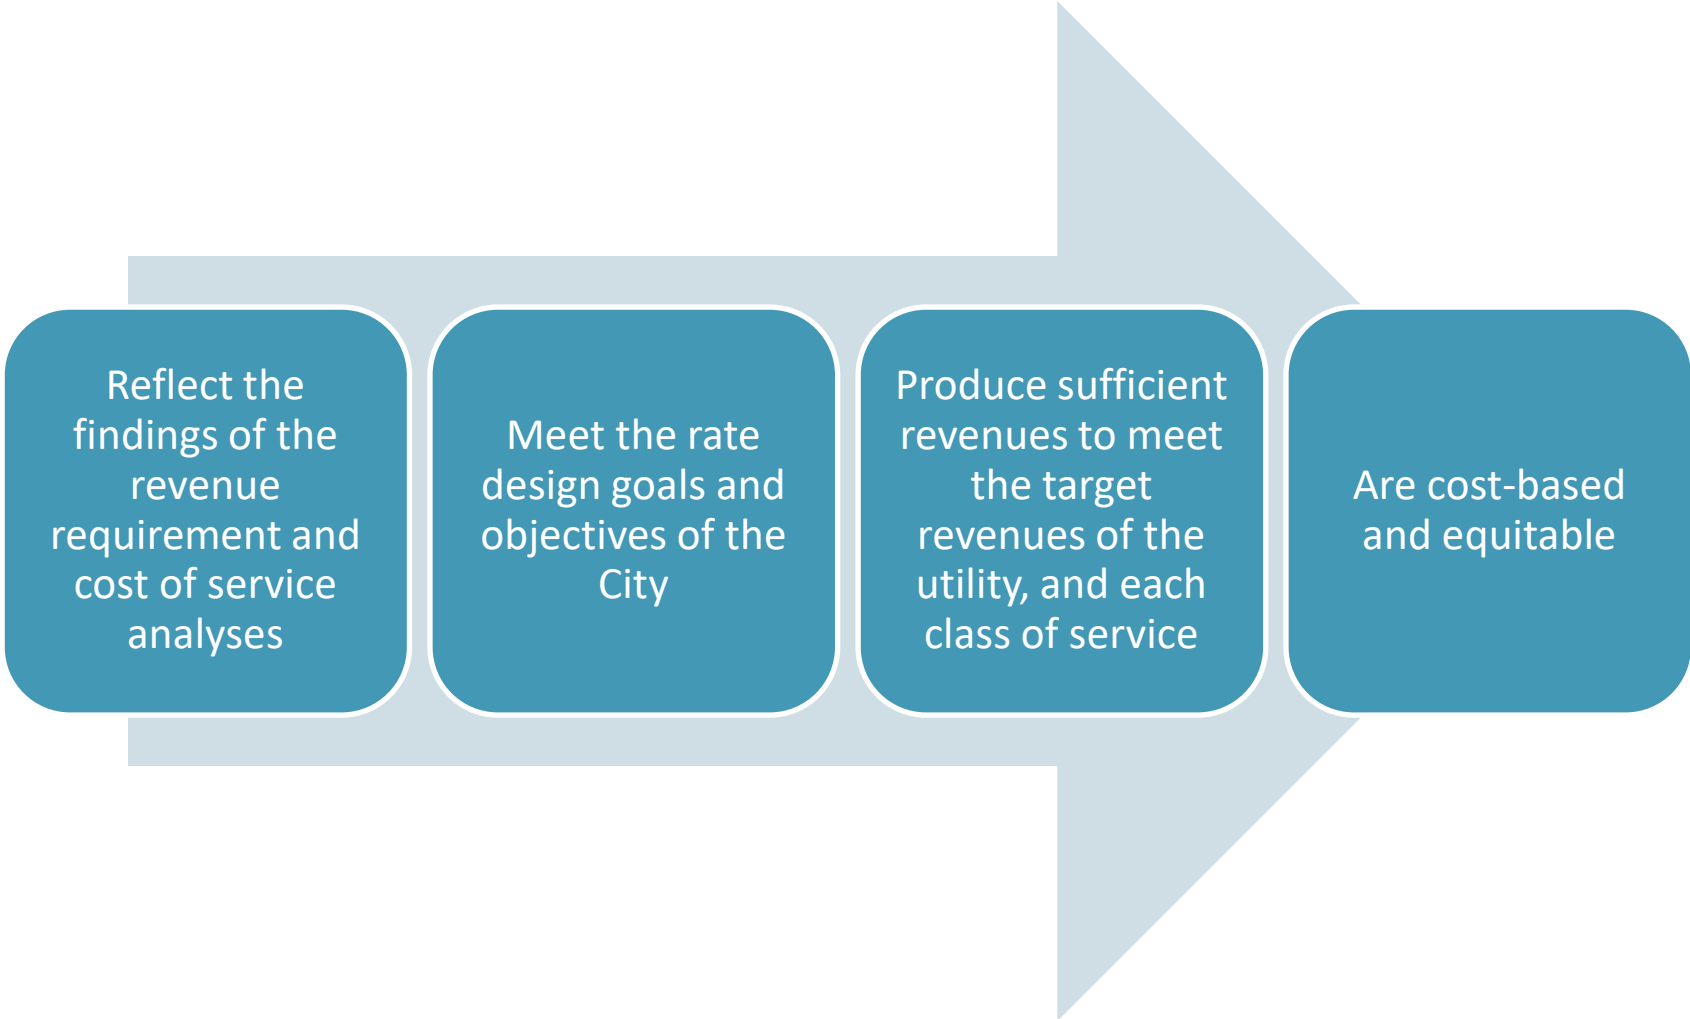 Reflect the
findings of the
revenue
requirement and
cost of service
analyses
Meet the rate
design goals and
objectives of the
City
Produce sufficient
revenues to meet
the target
revenues of the
utility, and each
class of service
Are cost-based
and equitable